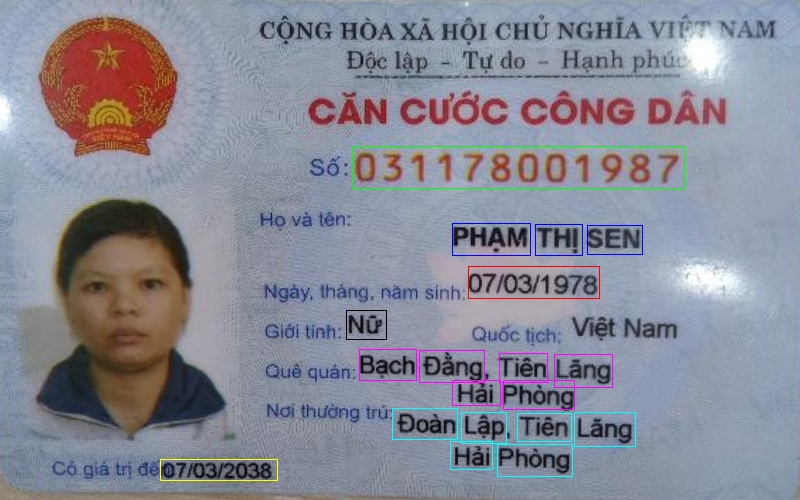 CỘNG HÒA XÃ HỘI CHỦ NGHĨA VIỆT NAM
Độc lập - Tự do - Hạnh phúc
CĂN CƯỚC CÔNG DÂN
Số: 031178001987
Họ và tên:
PHẠM THỊ SEN
Ngày, tháng, năm sinh: 07/03/1978
Giới tính: Nữ Quốc tịch: Việt Nam
Quê quán: Bạch Đằng, Tiên Lãng
Hải Phòng
Nơi thường trú: Đoàn Lập, Tiên Lãng
Hải Phòng
Có giá trị đế 07/03/2038